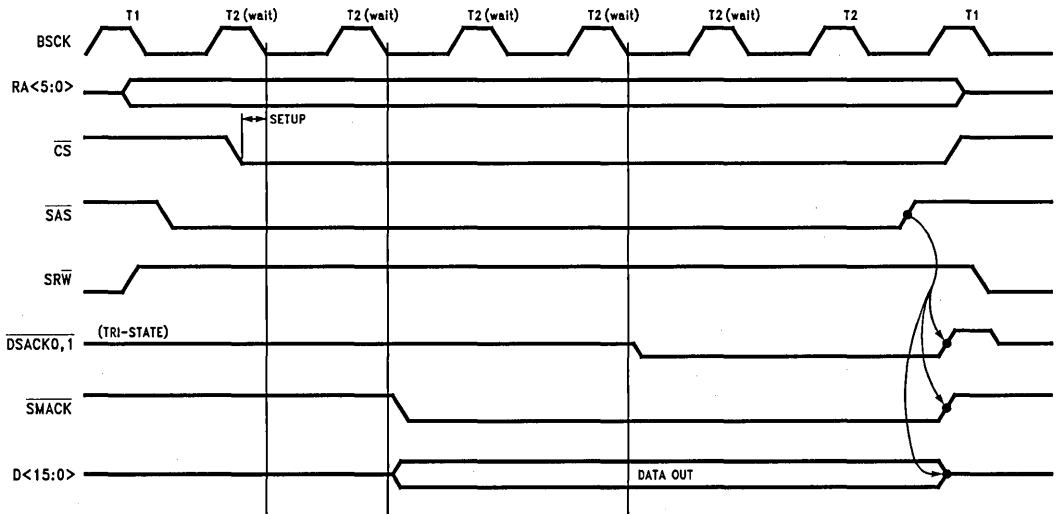 T1 T2 (wait) T2 (wait) T2 (wait) T2 (wait) T2 (wait) T2 T1
BSCK
RA<5:0>
SETUP
CS
SAS
SRW
(TRI-STATE)
DSACK0,1
SMACK
D<15:0>
DATA OUT